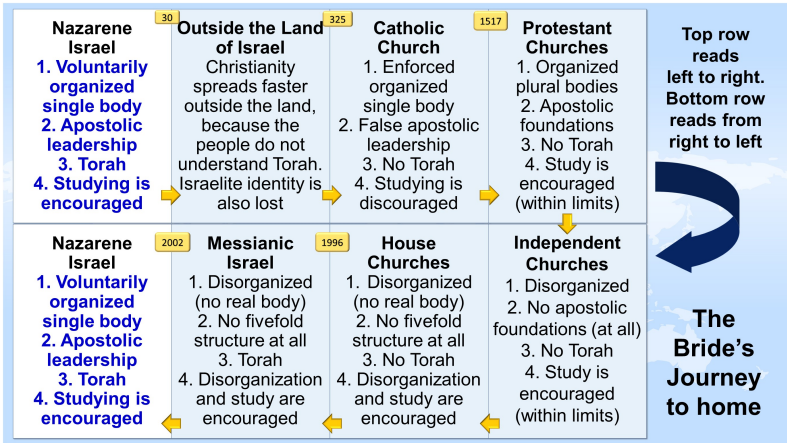 30
325
1517
Nazarene
Israel
1. Voluntarily
organized
single body
2. Apostolic
leadership
3. Torah
4. Studying is
encouraged
Outside the Land
of Israel
Christianity
spreads faster
outside the land,
because the
people do not
understand Torah.
Israelite identity is
also lost
Catholic
Church
1. Enforced
organized
single body
2. False apostolic
leadership
3. No Torah
4. Studying is
discouraged
Protestant
Churches
1. Organized
plural bodies
2. Apostolic
foundations
3. No Torah
4. Study is
encouraged
(within limits)
Top row
reads
left to right.
Bottom row
reads from
right to left
Independent
Churches
1. Disorganized
2. No apostolic
foundations (at all)
3. No Torah
4. Study is
encouraged
(within limits)
1996
House
Churches
1. Disorganized
(no real body)
2. No fivefold
structure at all
3. No Torah
4. Disorganization
and study are
encouraged
2002
Messianic
Israel
1. Disorganized
(no real body)
2. No fivefold
structure at all
3. Torah
4. Disorganization
and study are
encouraged
Nazarene
Israel
1. Voluntarily
organized
single body
2. Apostolic
leadership
3. Torah
4. Studying is
encouraged
The
Bride's
Journey
to home